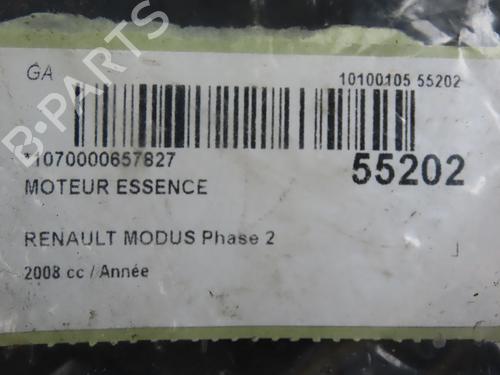 GA
10100105 55202
*1070000657827
55202
MOTEUR ESSENCE
RENAULT MODUS Phase 2
2008 cc / Année
B-PARTS